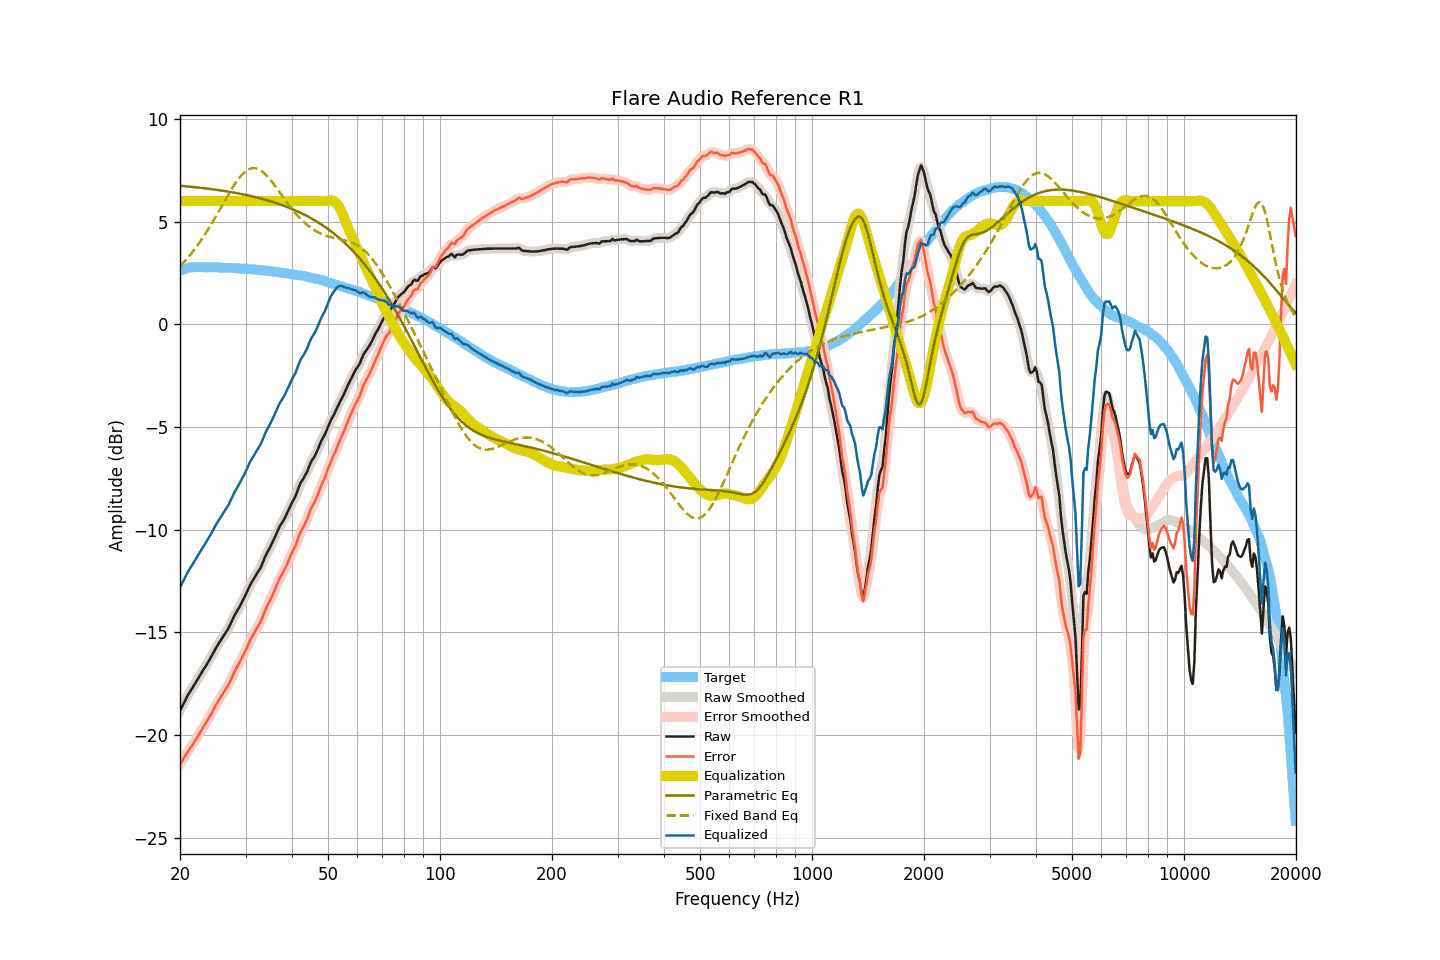 Flare Audio Reference R1
10
5
0
−5
−10
−15
−20
−25
Amplitude (dBr)
Target
Raw Smoothed
Error Smoothed
Raw
Error
Equalization
Parametric Eq
Fixed Band Eq
Equalized
20 50 100 200 500 1000 2000 5000 10000 20000
Frequency (Hz)